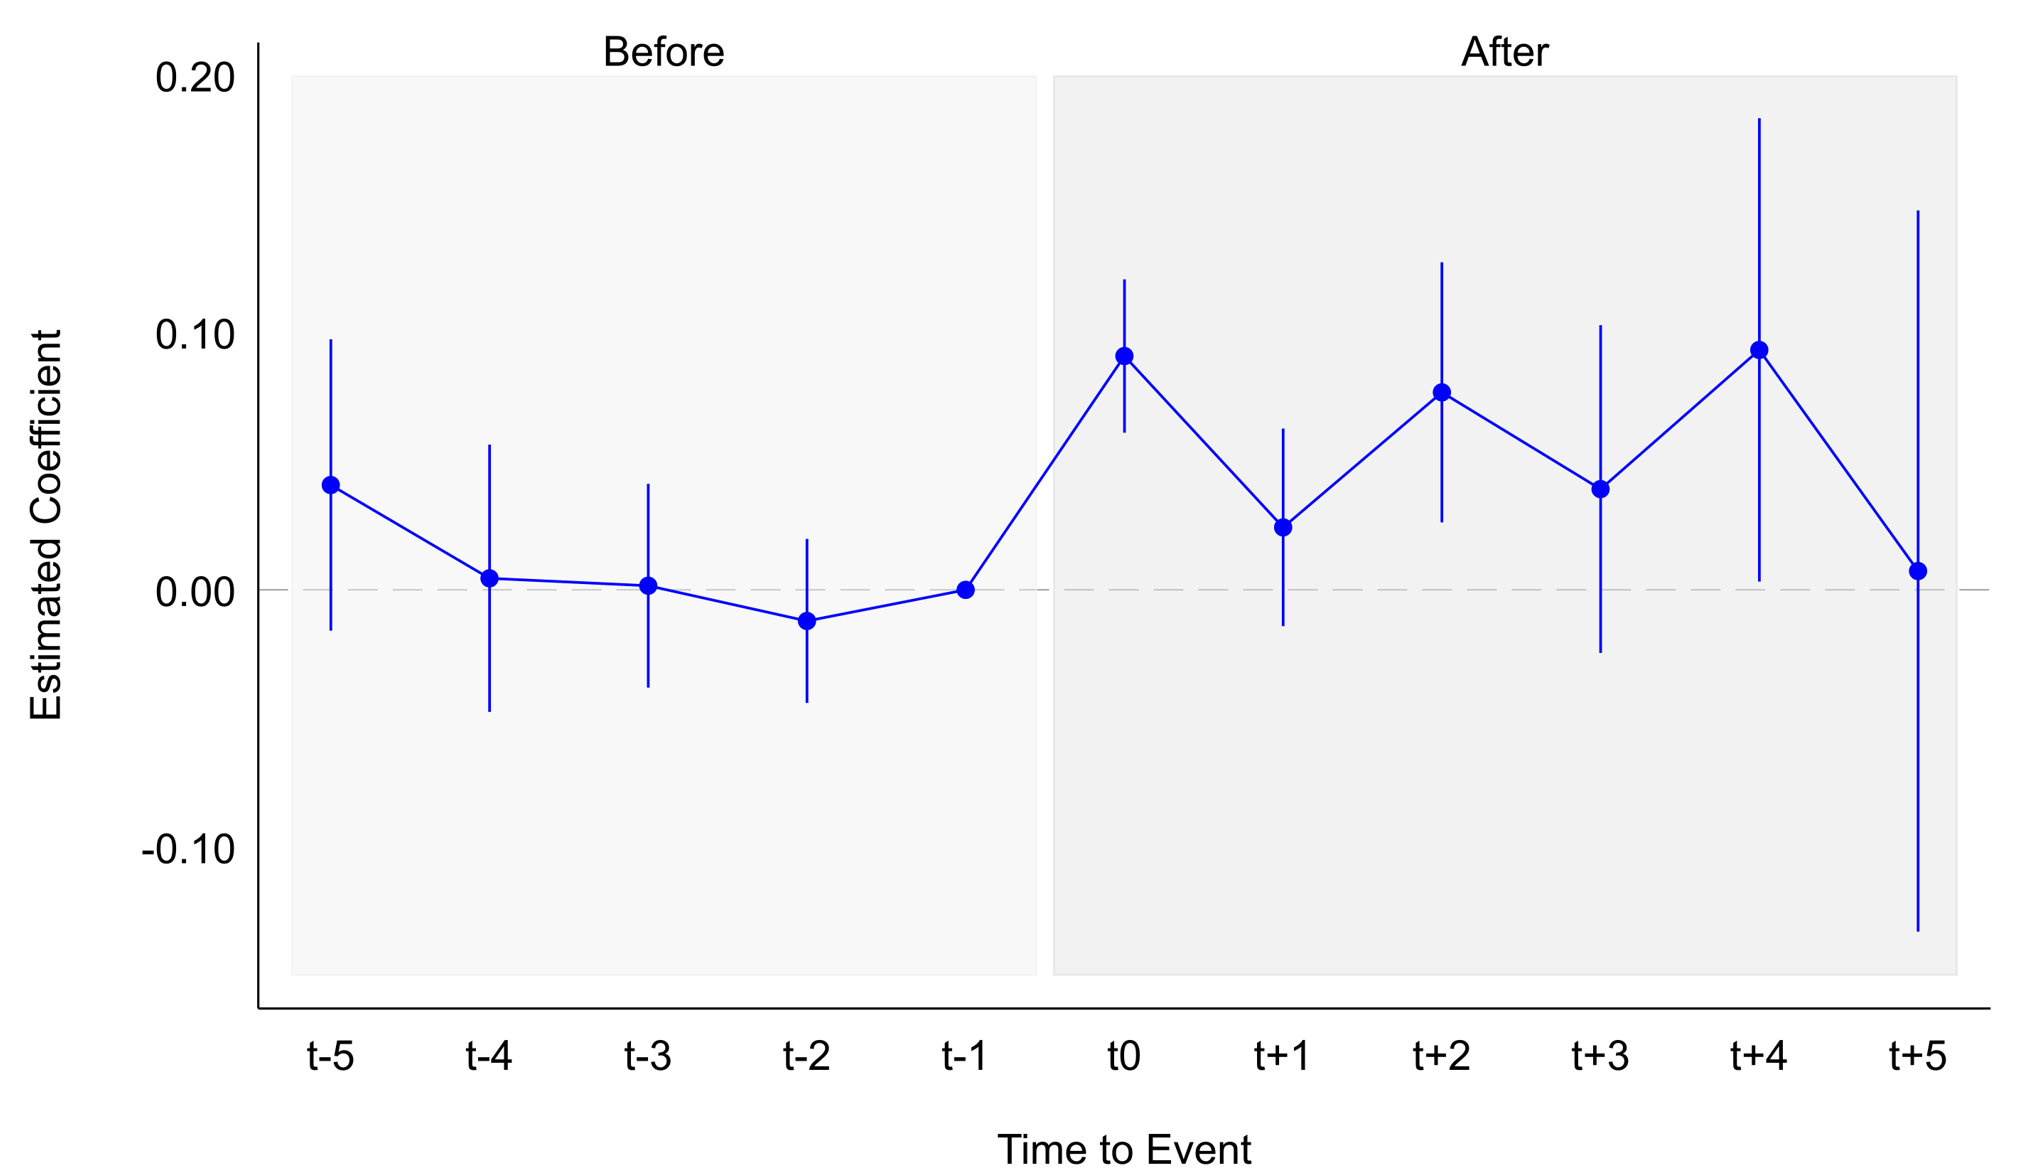 Before
After
0.20
0.10
0.00
-0.10
Estimated Coefficient
t-5 t-4 t-3 t-2 t-1 t0 t+1 t+2 t+3 t+4 t+5
Time to Event